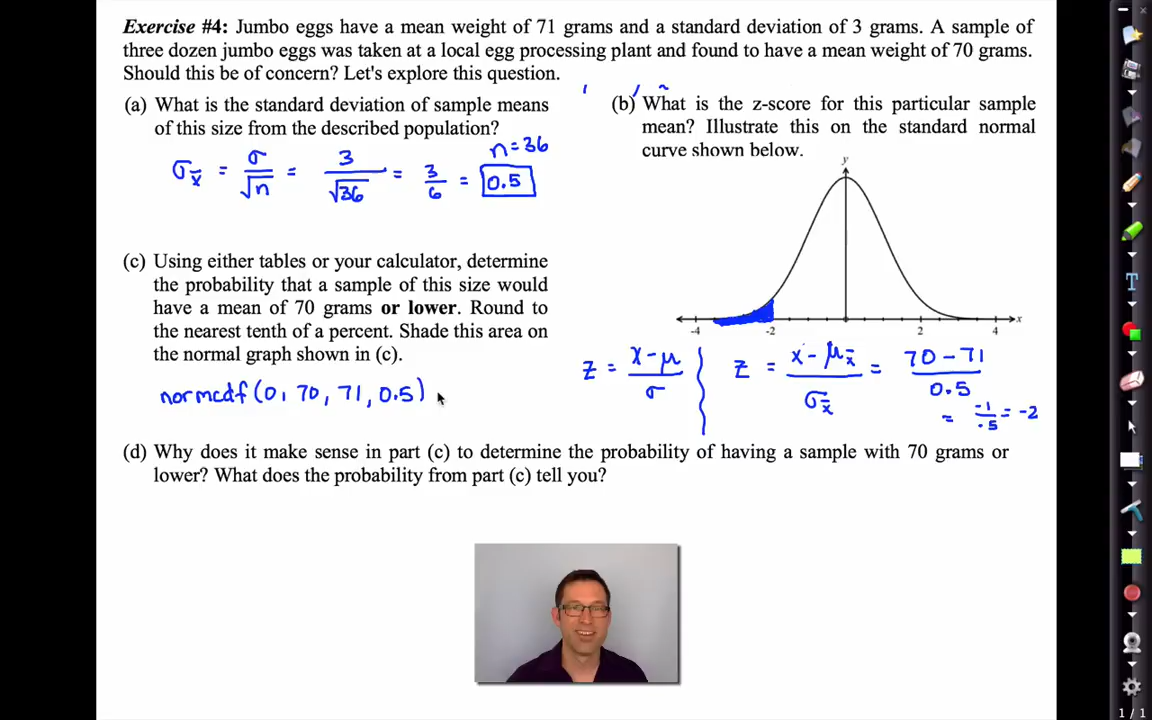 Exercise #4: Jumbo eggs have a mean weight of 71 grams and a standard deviation of 3 grams. A sample of
three dozen jumbo eggs was taken at a local egg processing plant and found to have a mean weight of 70 grams.
Should this be of concern? Let's explore this question.
(a) What is the standard deviation of sample means
of this size from the described population?
n=36
σx̄ = σ/√n = 3/√36 = 3/6 = 0.5
(b) What is the z-score for this particular sample
mean? Illustrate this on the standard normal
curve shown below.
y
-4 -2 2 4 x
z = x-μ/σ
z = x-μx̄/σx̄ = 70-71/0.5
= -1/.5 = -2
(c) Using either tables or your calculator, determine
the probability that a sample of this size would
have a mean of 70 grams or lower. Round to
the nearest tenth of a percent. Shade this area on
the normal graph shown in (c).
normcdf(0, 70, 71, 0.5)
(d) Why does it make sense in part (c) to determine the probability of having a sample with 70 grams or
lower? What does the probability from part (c) tell you?
T
1 / 1